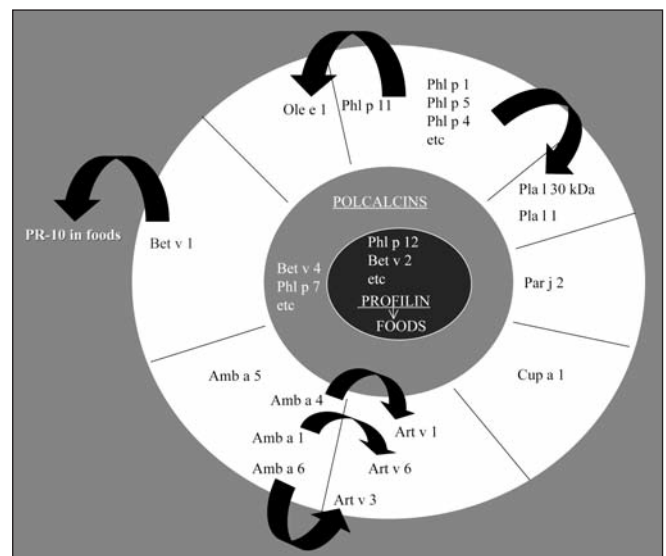 Ole e 1
Phl p 11
Phl p 1
Phl p 5
Phl p 4
etc
Pla l 30 kDa
Pla l 1
PR-10 in foods
Bet v 1
POLCALCINS
Bet v 4
Phl p 7
etc
Phl p 12
Bet v 2
etc
PROFILIN
FOODS
Par j 2
Cup a 1
Amb a 5
Amb a 4
Amb a 1
Amb a 6
Art v 1
Art v 6
Art v 3